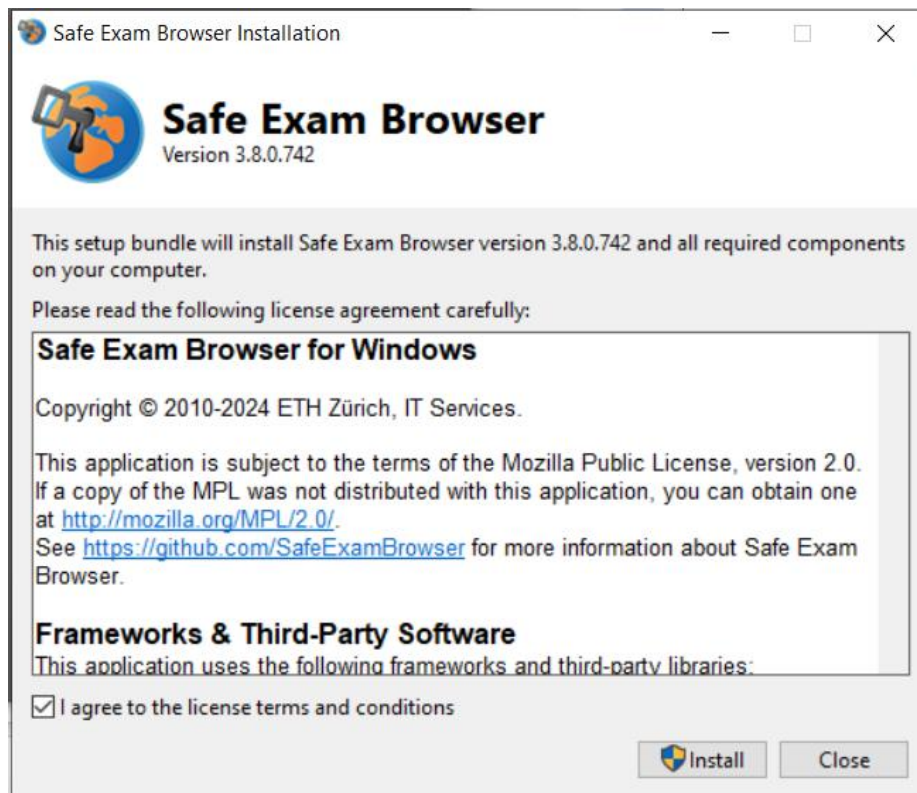 Safe Exam Browser Installation
Safe Exam Browser
Version 3.8.0.742
This setup bundle will install Safe Exam Browser version 3.8.0.742 and all required components
on your computer.
Please read the following license agreement carefully:
Safe Exam Browser for Windows
Copyright © 2010-2024 ETH Zürich, IT Services.
This application is subject to the terms of the Mozilla Public License, version 2.0.
If a copy of the MPL was not distributed with this application, you can obtain one
at http://mozilla.org/MPL/2.0/.
See https://github.com/SafeExamBrowser for more information about Safe Exam
Browser.
Frameworks & Third-Party Software
This application uses the following frameworks and third-party libraries:
I agree to the license terms and conditions
Install
Close